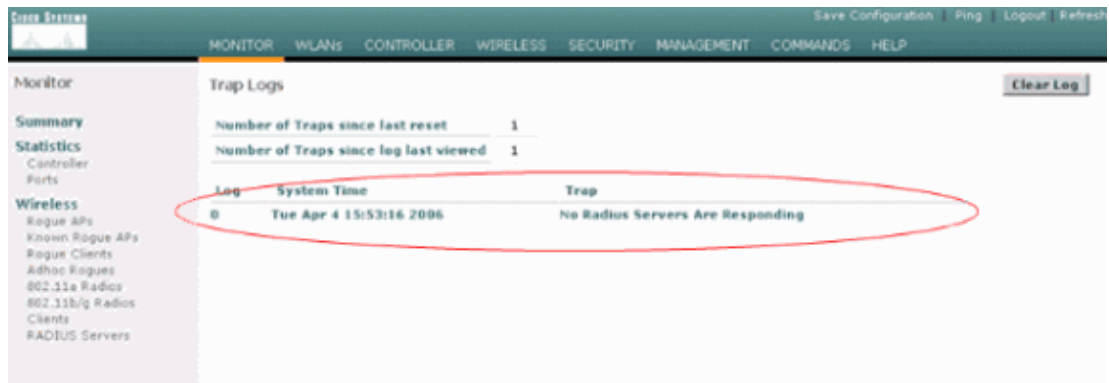 CISCO SYSTEMS
Save Configuration | Ping | Logout | Refresh
MONITOR WLANs CONTROLLER WIRELESS SECURITY MANAGEMENT COMMANDS HELP
Monitor
Summary
Statistics
Controller
Ports
Wireless
Rogue APs
Known Rogue APs
Rogue Clients
Adhoc Rogues
802.11a Radios
802.11b/g Radios
Clients
RADIUS Servers
Trap Logs
Clear Log
Number of Traps since last reset 1
Number of Traps since log last viewed 1
Log System Time Trap
0 Tue Apr 4 15:53:16 2006 No Radius Servers Are Responding